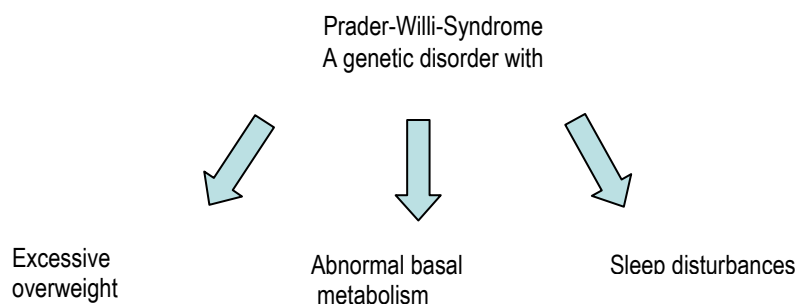 Prader-Willi-Syndrome
A genetic disorder with
Excessive
overweight
Abnormal basal
metabolism
Sleep disturbances